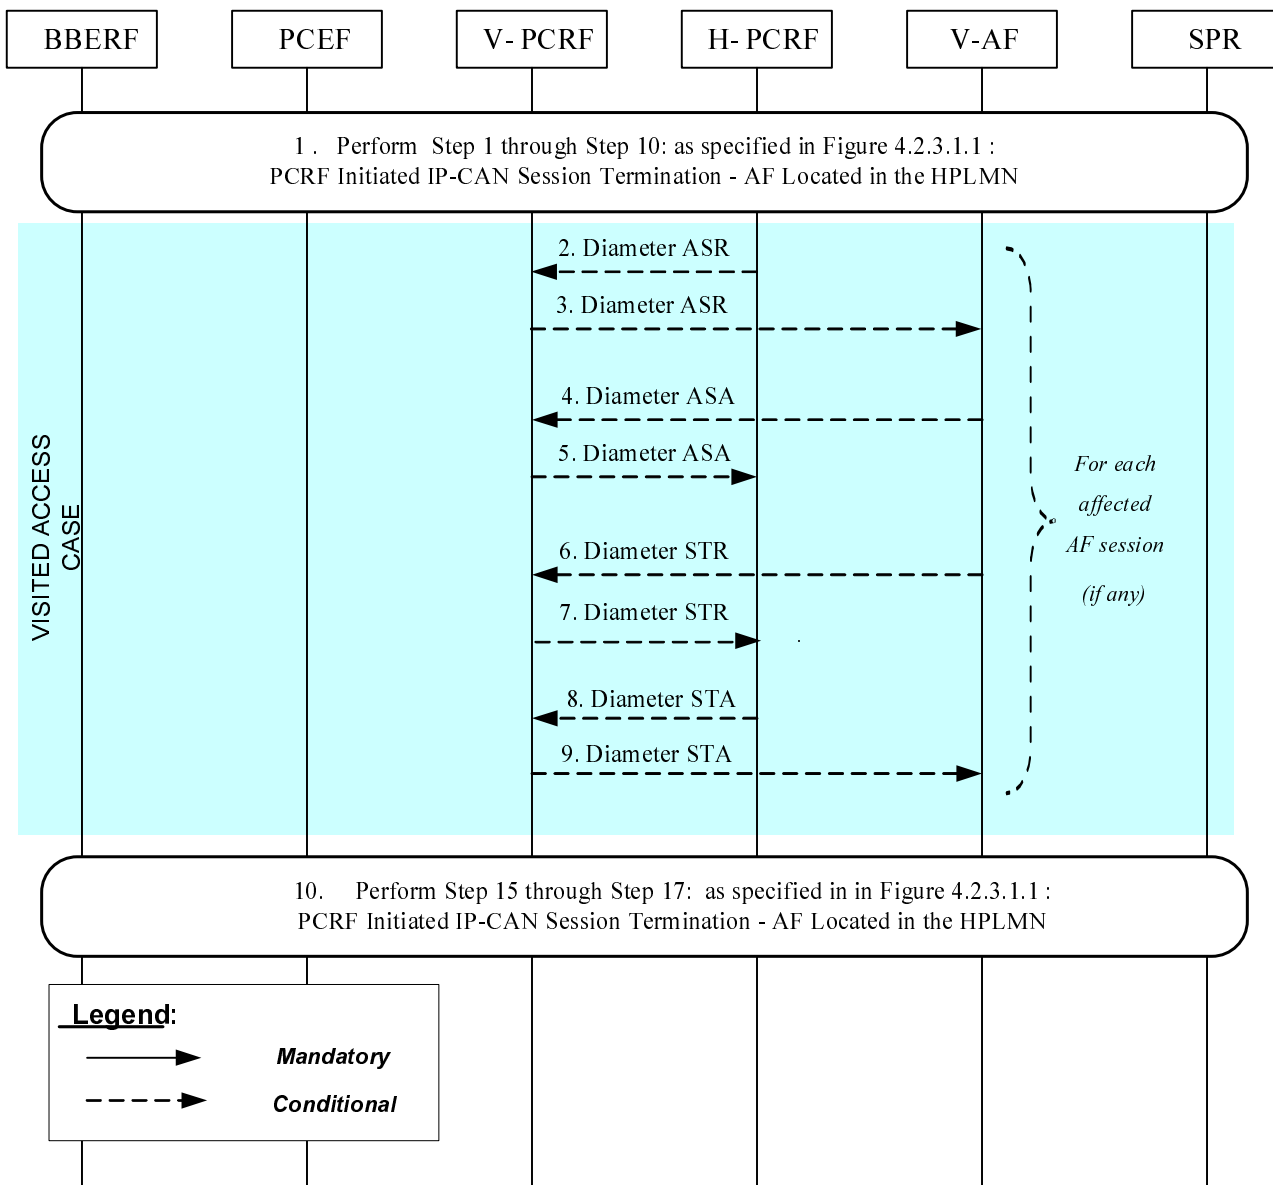 BBERF
PCEF
V- PCRF
H- PCRF
V-AF
SPR
1 . Perform Step 1 through Step 10: as specified in Figure 4.2.3.1.1 :
PCRF Initiated IP-CAN Session Termination - AF Located in the HPLMN
2. Diameter ASR
3. Diameter ASR
4. Diameter ASA
5. Diameter ASA
6. Diameter STR
7. Diameter STR
8. Diameter STA
9. Diameter STA
VISITED ACCESS
CASE
For each
affected
AF session
(if any)
10. Perform Step 15 through Step 17: as specified in in Figure 4.2.3.1.1 :
PCRF Initiated IP-CAN Session Termination - AF Located in the HPLMN
Legend:
Mandatory
Conditional